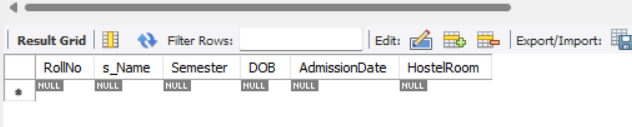 Result Grid Filter Rows: Edit: Export/Import:
RollNo s_Name Semester DOB AdmissionDate HostelRoom
NULL NULL NULL NULL NULL NULL